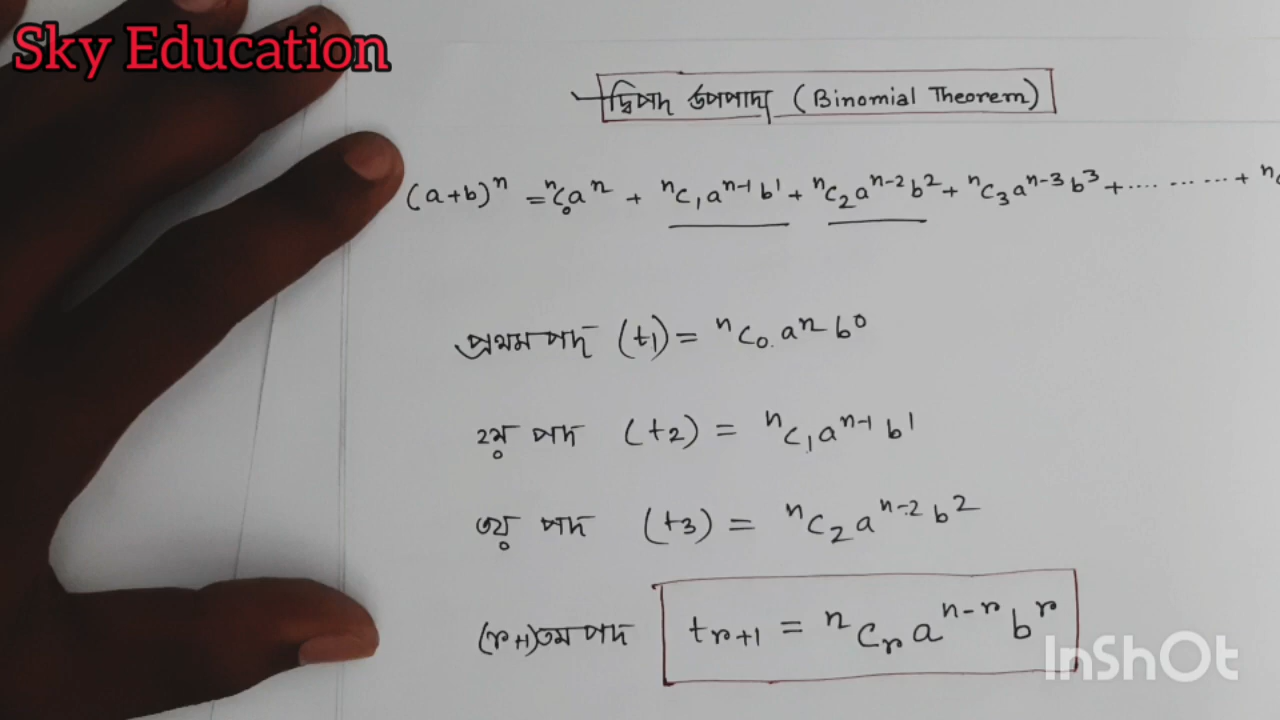 Sky Education
দ্বিপদ উপপাদ্য (Binomial Theorem)
(a+b)ⁿ = ⁿC₀aⁿ + ⁿC₁aⁿ⁻¹b¹ + ⁿC₂aⁿ⁻²b² + ⁿC₃aⁿ⁻³b³ + .......... + ⁿ
প্রথম পদ (t₁) = ⁿC₀.aⁿb⁰
২য় পদ (t₂) = ⁿC₁aⁿ⁻¹b¹
৩য় পদ (t₃) = ⁿC₂aⁿ⁻²b²
(r+1)তম পদ tᵣ₊₁ = ⁿCᵣaⁿ⁻ʳbʳ
InShOt